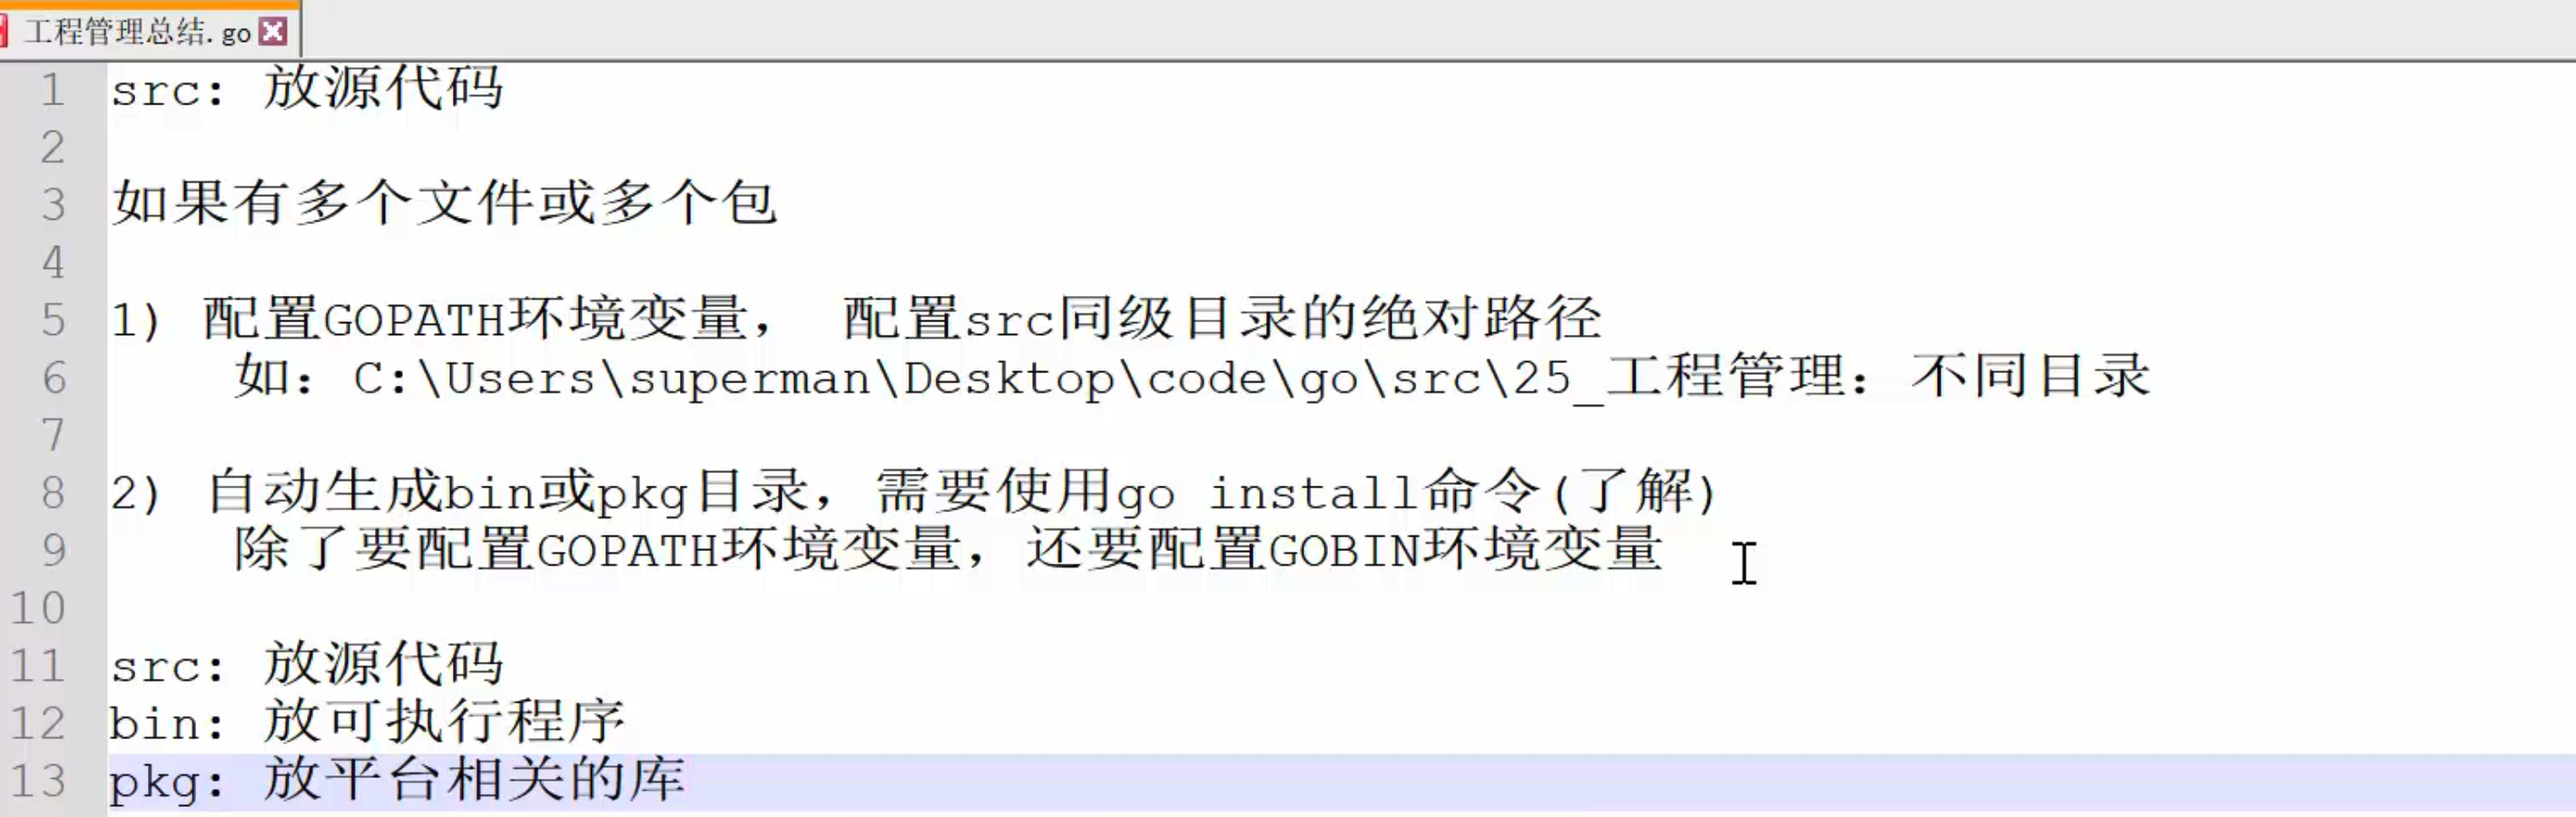 工程管理总结.go
1 src: 放源代码
2
3 如果有多个文件或多个包
4
5 1) 配置GOPATH环境变量， 配置src同级目录的绝对路径
6 如：C:\Users\superman\Desktop\code\go\src\25_工程管理：不同目录
7
8 2) 自动生成bin或pkg目录，需要使用go install命令(了解)
9 除了要配置GOPATH环境变量，还要配置GOBIN环境变量
10
11 src: 放源代码
12 bin: 放可执行程序
13 pkg: 放平台相关的库